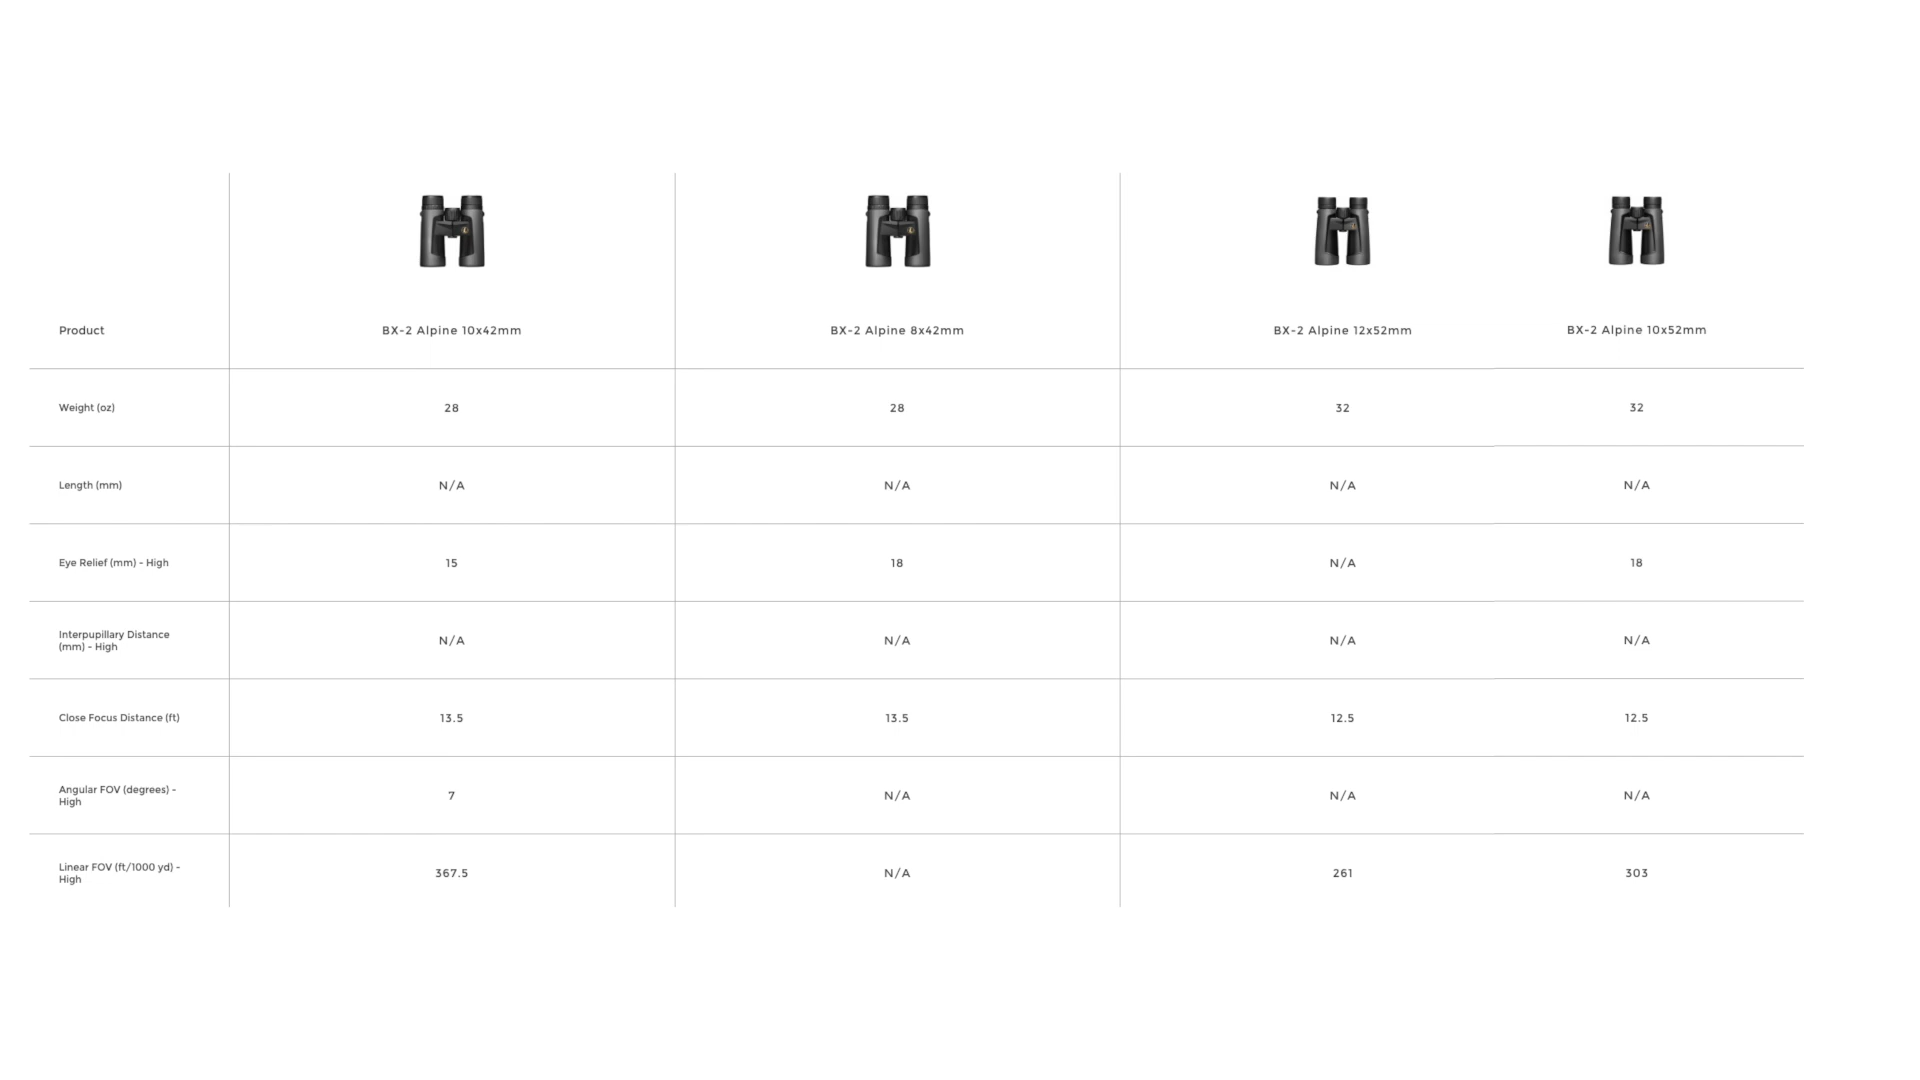 Product
BX-2 Alpine 10x42mm
BX-2 Alpine 8x42mm
BX-2 Alpine 12x52mm
BX-2 Alpine 10x52mm
Weight (oz)
28
28
32
32
Length (mm)
N/A
N/A
N/A
N/A
Eye Relief (mm) - High
15
18
N/A
18
Interpupillary Distance
(mm) - High
N/A
N/A
N/A
N/A
Close Focus Distance (ft)
13.5
13.5
12.5
12.5
Angular FOV (degrees) -
High
7
N/A
N/A
N/A
Linear FOV (ft/1000 yd) -
High
367.5
N/A
261
303